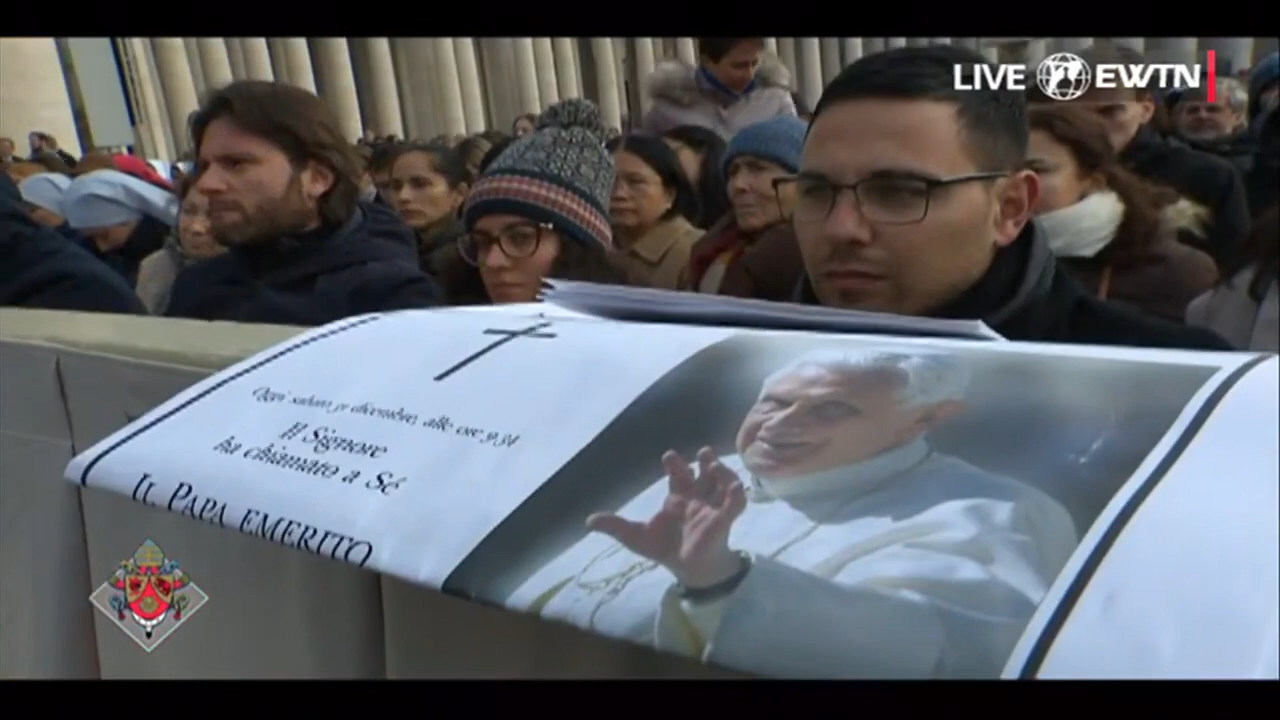 LIVE EWTN
Oggi sabato 31 dicembre, alle ore 9.34
Il Signore
ha chiamato a Sé
IL PAPA EMERITO